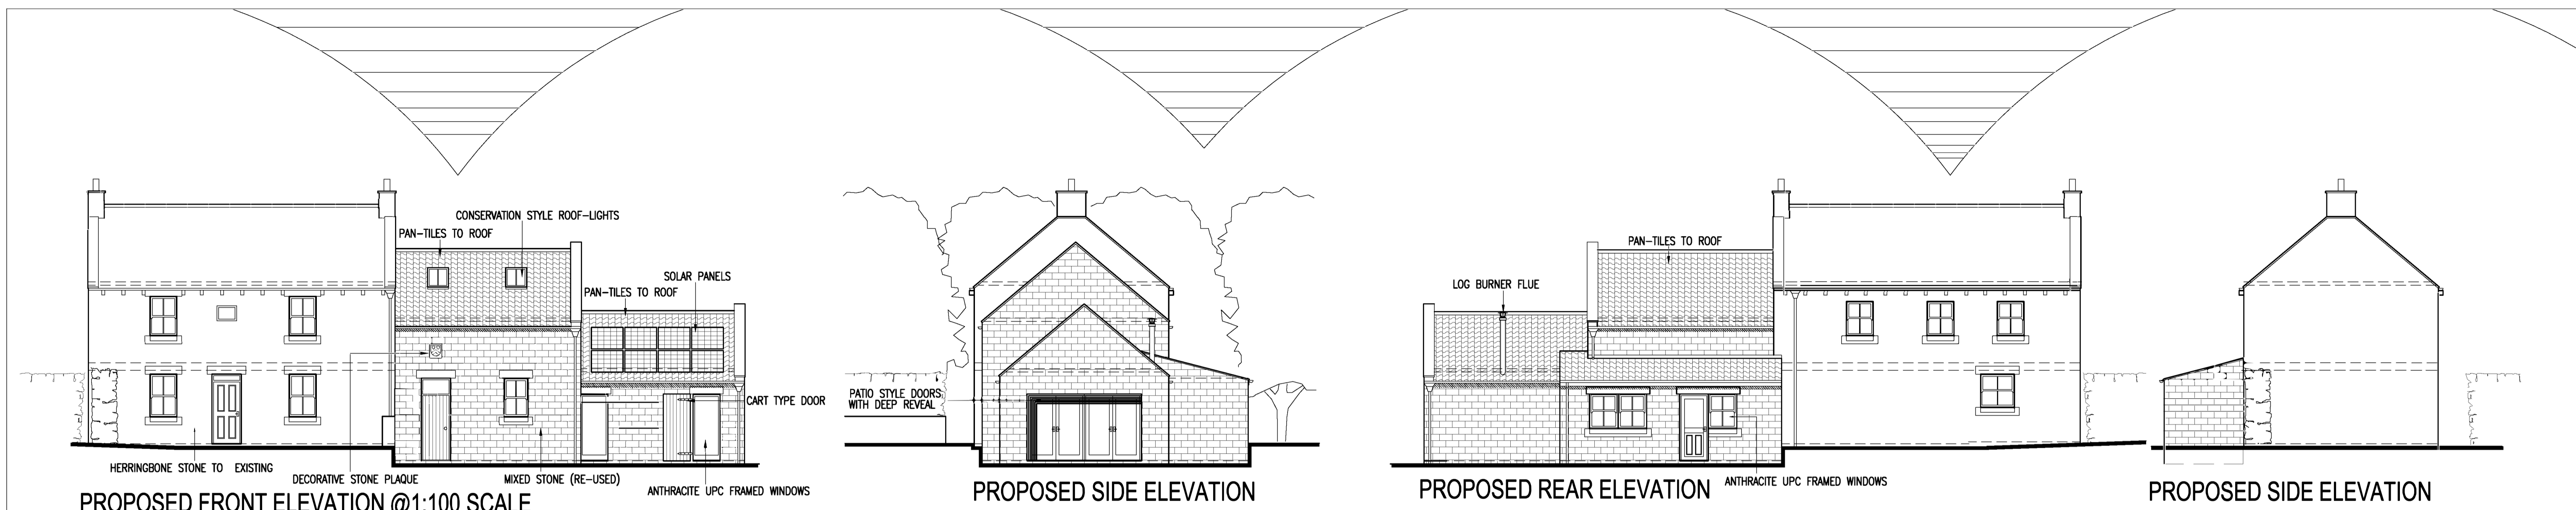 CONSERVATION STYLE ROOF-LIGHTS
PAN-TILES TO ROOF
SOLAR PANELS
PAN-TILES TO ROOF
CART TYPE DOOR
HERRINGBONE STONE TO EXISTING
DECORATIVE STONE PLAQUE
MIXED STONE (RE-USED)
ANTHRACITE UPC FRAMED WINDOWS
PROPOSED FRONT ELEVATION @1:100 SCALE
PATIO STYLE DOORS
WITH DEEP REVEAL
PROPOSED SIDE ELEVATION
PAN-TILES TO ROOF
LOG BURNER FLUE
ANTHRACITE UPC FRAMED WINDOWS
PROPOSED REAR ELEVATION
PROPOSED SIDE ELEVATION